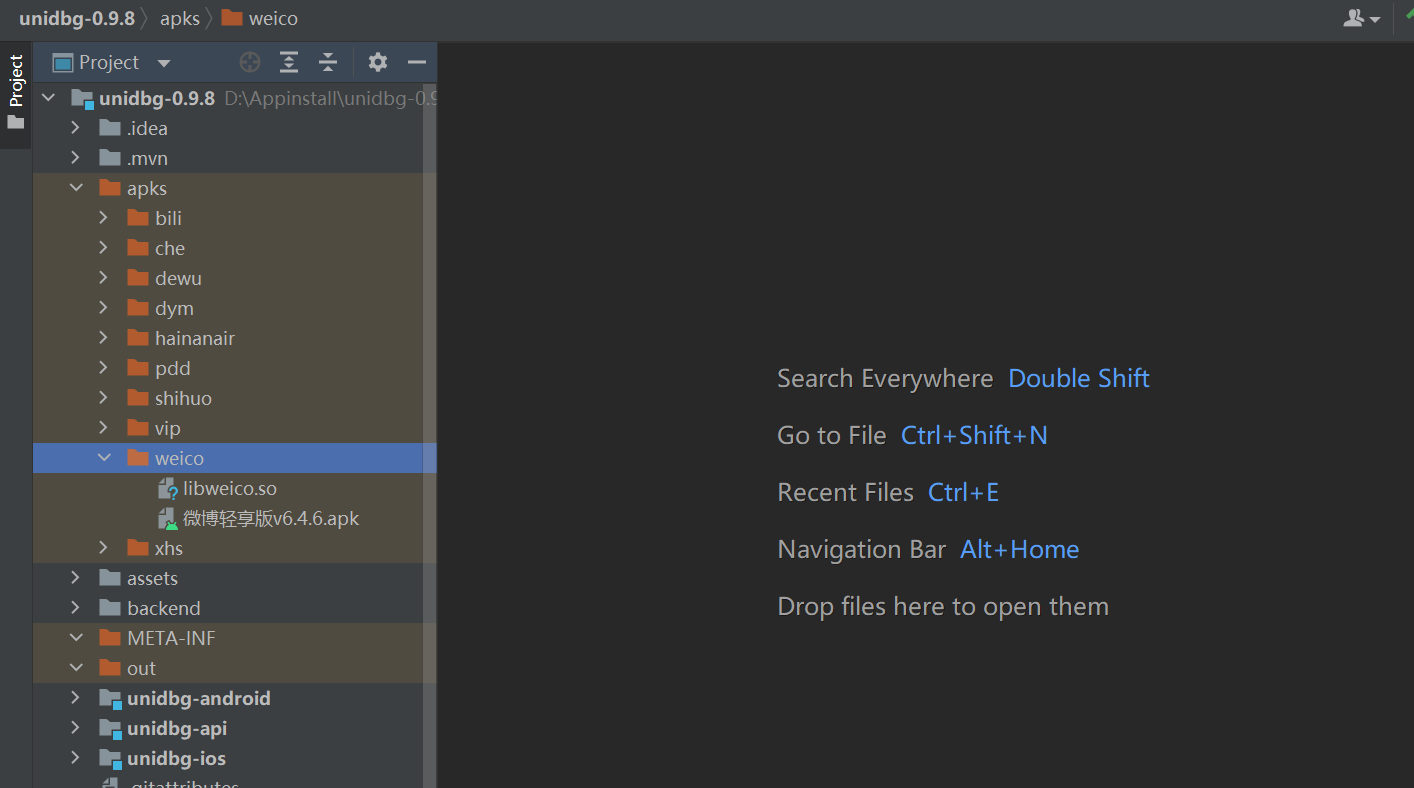 unidbg-0.9.8 apks weico
Project
Project
unidbg-0.9.8 D:\Appinstall\unidbg-0.9
.idea
.mvn
apks
bili
che
dewu
dym
hainanair
pdd
shihuo
vip
weico
libweico.so
微博轻享版v6.4.6.apk
xhs
assets
backend
META-INF
out
unidbg-android
unidbg-api
unidbg-ios
.gitattributes
Search Everywhere Double Shift
Go to File Ctrl+Shift+N
Recent Files Ctrl+E
Navigation Bar Alt+Home
Drop files here to open them